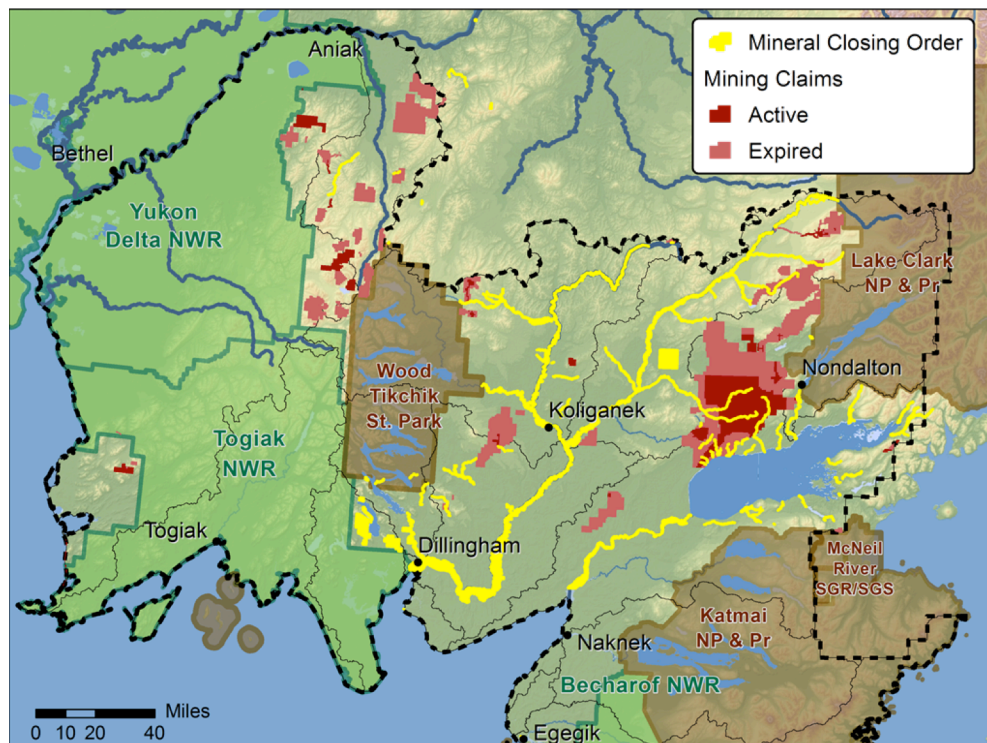 Mineral Closing Order
Mining Claims
Active
Expired
Aniak
Bethel
Yukon
Delta NWR
Lake Clark
NP & Pr
Wood
Tikchik
St. Park
Nondalton
Koliganek
Togiak
NWR
Togiak
Dillingham
McNeil
River
SGR/SGS
Katmai
NP & Pr
Naknek
Becharof NWR
Egegik
Miles
0 10 20 40